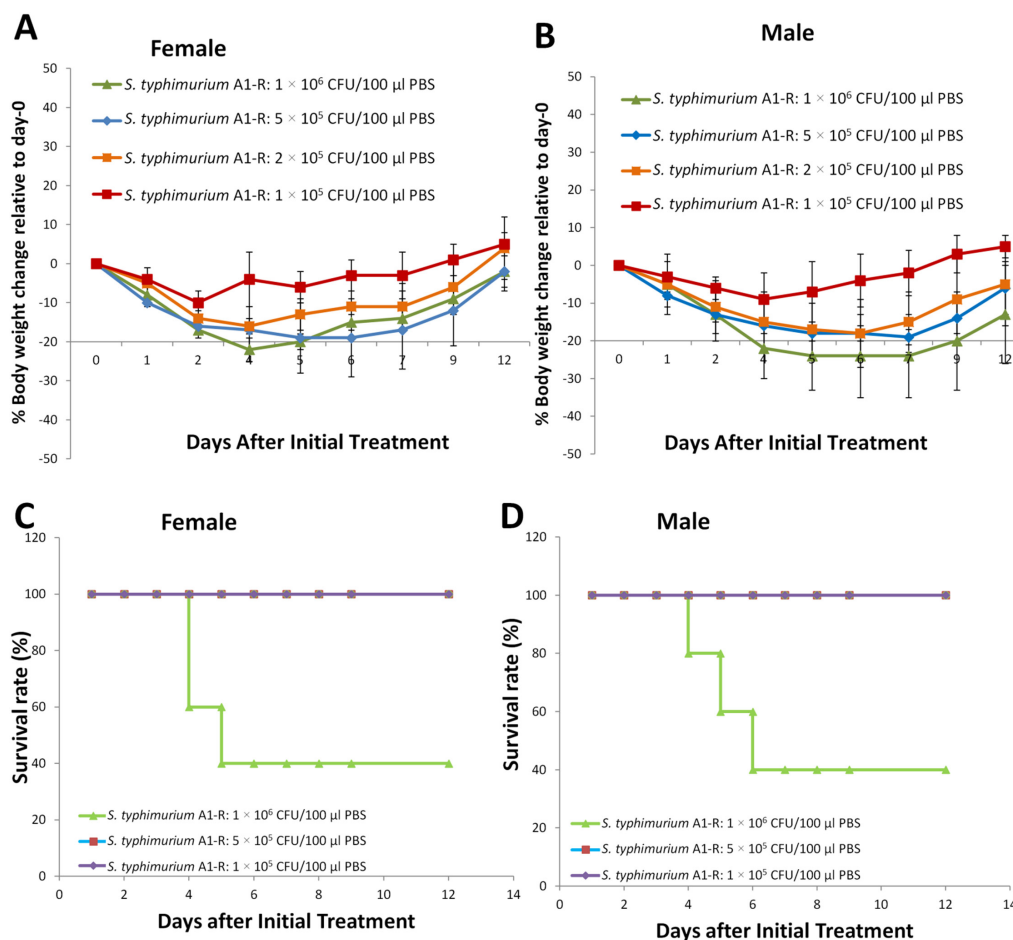 A
Female
S. typhimurium A1-R: 1 × 10⁶ CFU/100 µl PBS
S. typhimurium A1-R: 5 × 10⁵ CFU/100 µl PBS
S. typhimurium A1-R: 2 × 10⁵ CFU/100 µl PBS
S. typhimurium A1-R: 1 × 10⁵ CFU/100 µl PBS
% Body weight change relative to day-0
50
40
30
20
10
0
-10
-20
-30
-40
-50
0 1 2 4 5 6 7 9 12
Days After Initial Treatment
B
Male
S. typhimurium A1-R: 1 × 10⁶ CFU/100 µl PBS
S. typhimurium A1-R: 5 × 10⁵ CFU/100 µl PBS
S. typhimurium A1-R: 2 × 10⁵ CFU/100 µl PBS
S. typhimurium A1-R: 1 × 10⁵ CFU/100 µl PBS
% Body weight change relative to day-0
50
40
30
20
10
0
-10
-20
-30
-40
-50
0 1 2 4 5 6 7 9 12
Days After Initial Treatment
C
Female
Survival rate (%)
120
100
80
60
40
20
0
S. typhimurium A1-R: 1 × 10⁶ CFU/100 µl PBS
S. typhimurium A1-R: 5 × 10⁵ CFU/100 µl PBS
S. typhimurium A1-R: 1 × 10⁵ CFU/100 µl PBS
0 2 4 6 8 10 12 14
Days after Initial Treatment
D
Male
Survival rate (%)
120
100
80
60
40
20
0
S. typhimurium A1-R: 1 × 10⁶ CFU/100 µl PBS
S. typhimurium A1-R: 5 × 10⁵ CFU/100 µl PBS
S. typhimurium A1-R: 1 × 10⁵ CFU/100 µl PBS
0 2 4 6 8 10 12 14
Days after Initial Treatment